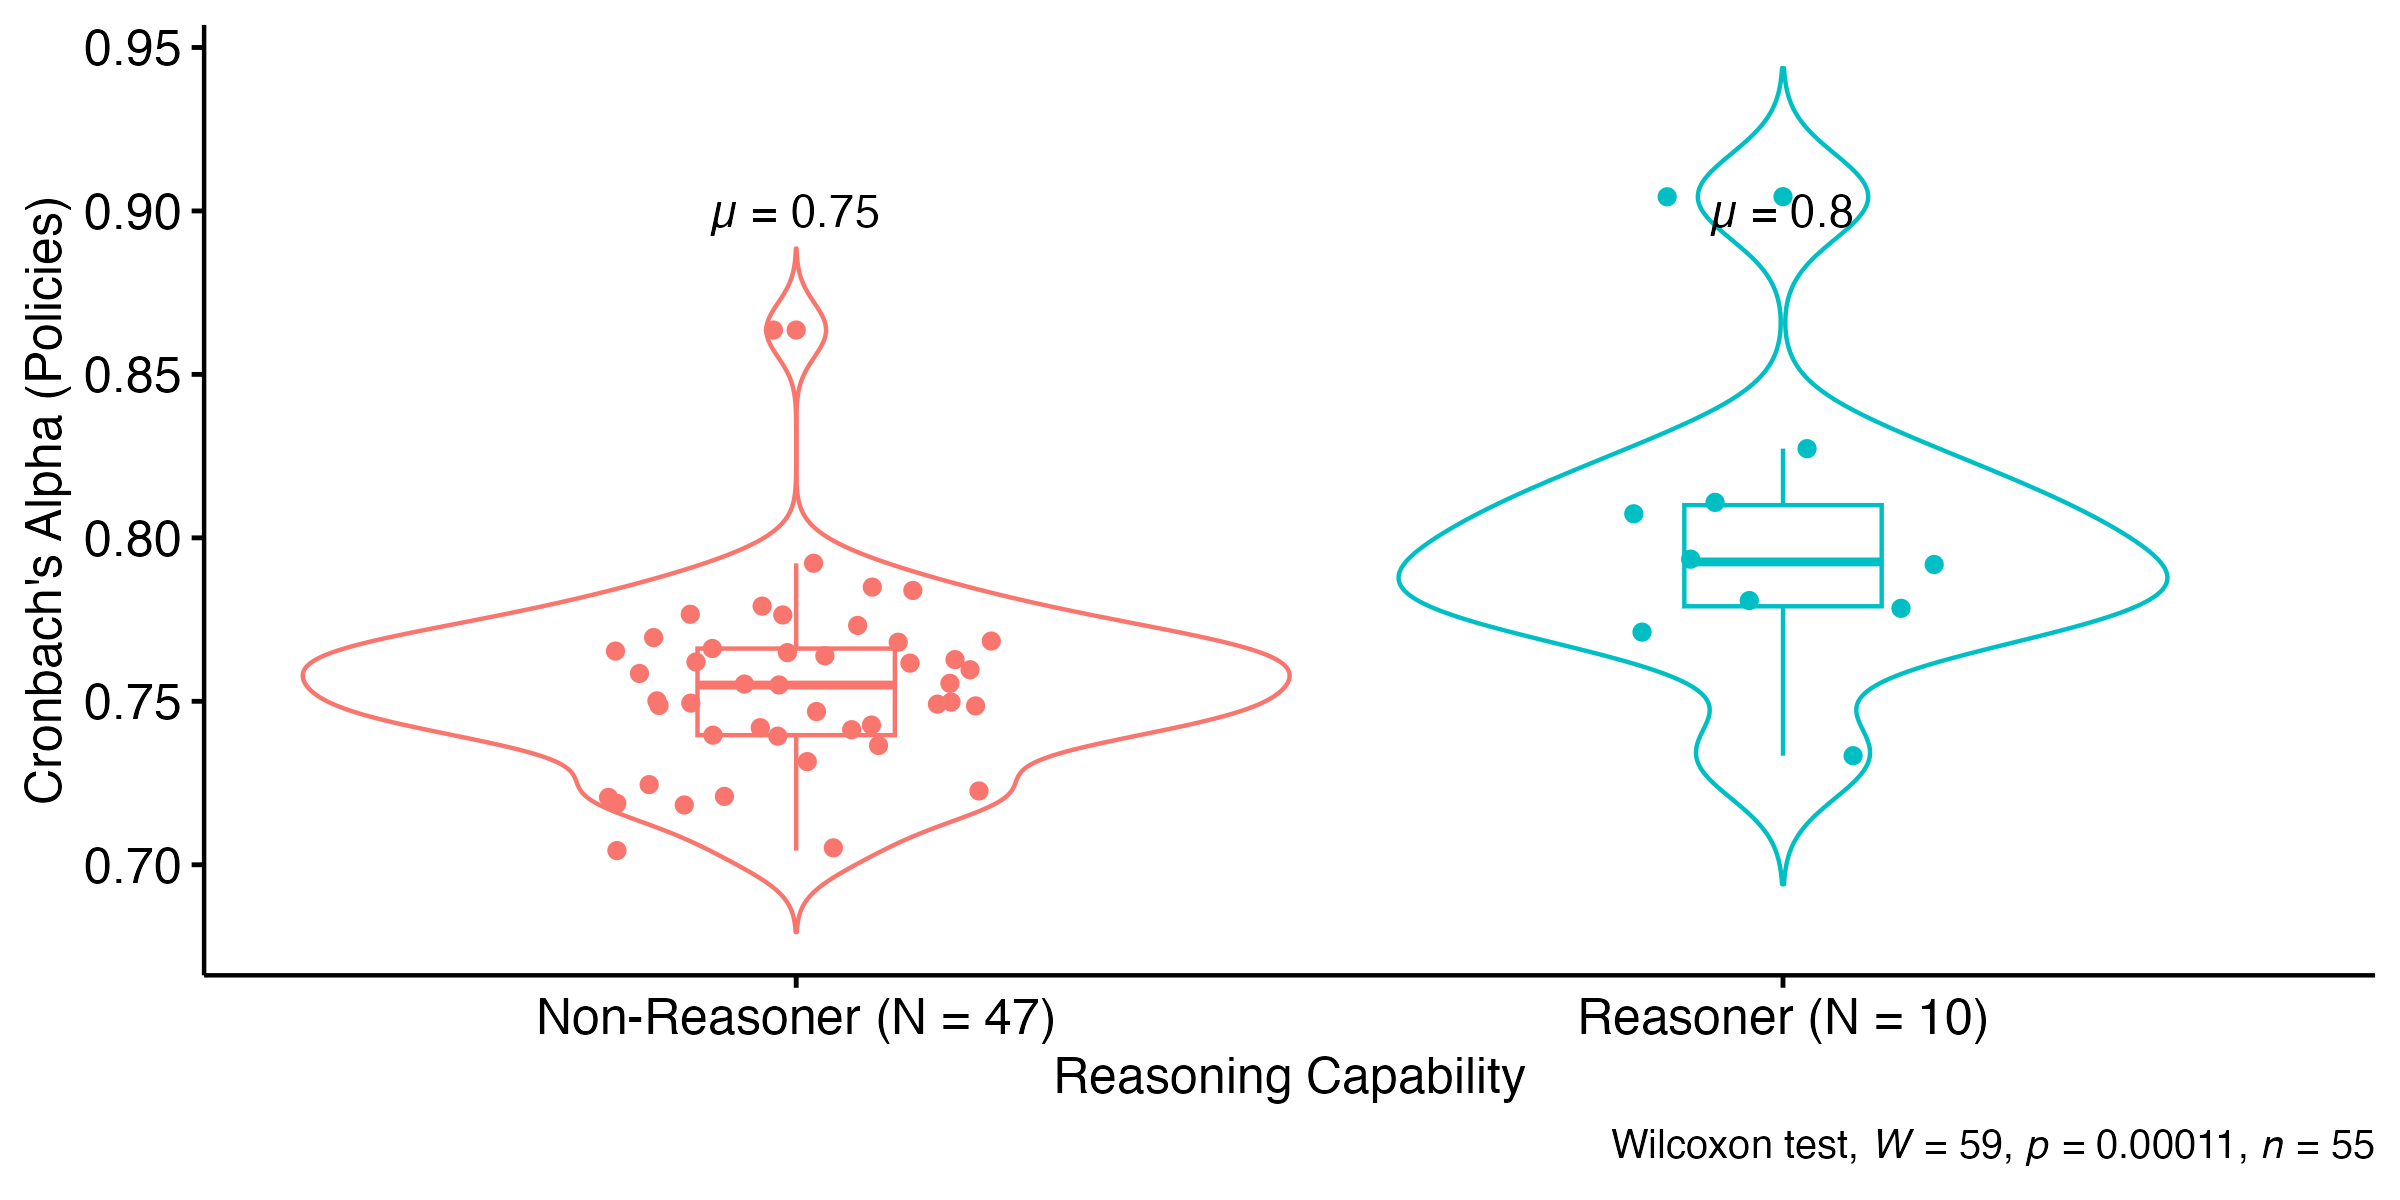 Cronbach's Alpha (Policies)
0.95
0.90
0.85
0.80
0.75
0.70
μ = 0.75
μ = 0.8
Non-Reasoner (N = 47)
Reasoner (N = 10)
Reasoning Capability
Wilcoxon test, W = 59, p = 0.00011, n = 55